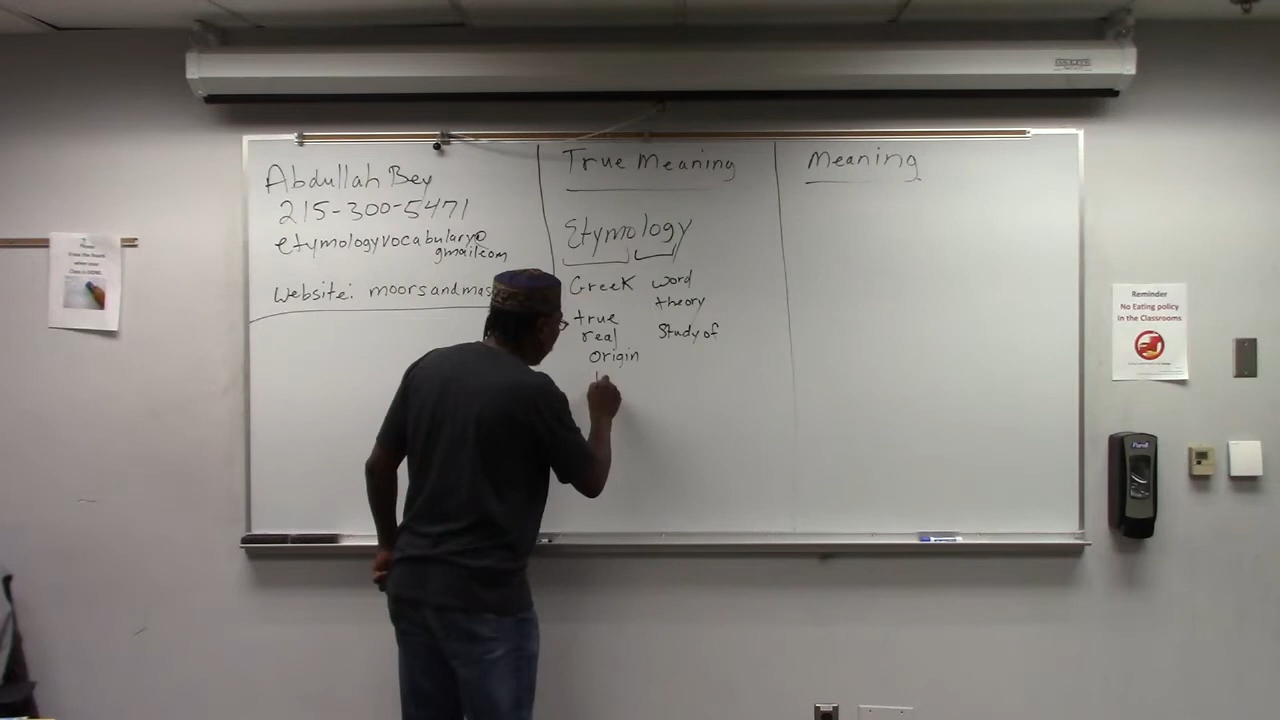 Abdullah Bey
215-300-5471
etymologyvocabulary@
gmail.com
Website: moorsandmas
True Meaning
Etymology
Greek word
theory
true
real
Study of
origin
Meaning
Reminder
No Eating policy
in the Classrooms